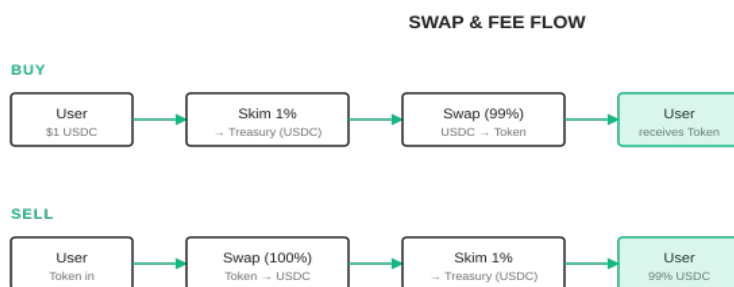 SWAP & FEE FLOW
BUY
User
$1 USDC
Skim 1%
→ Treasury (USDC)
Swap (99%)
USDC → Token
User
receives Token
SELL
User
Token in
Swap (100%)
Token → USDC
Skim 1%
→ Treasury (USDC)
User
99% USDC